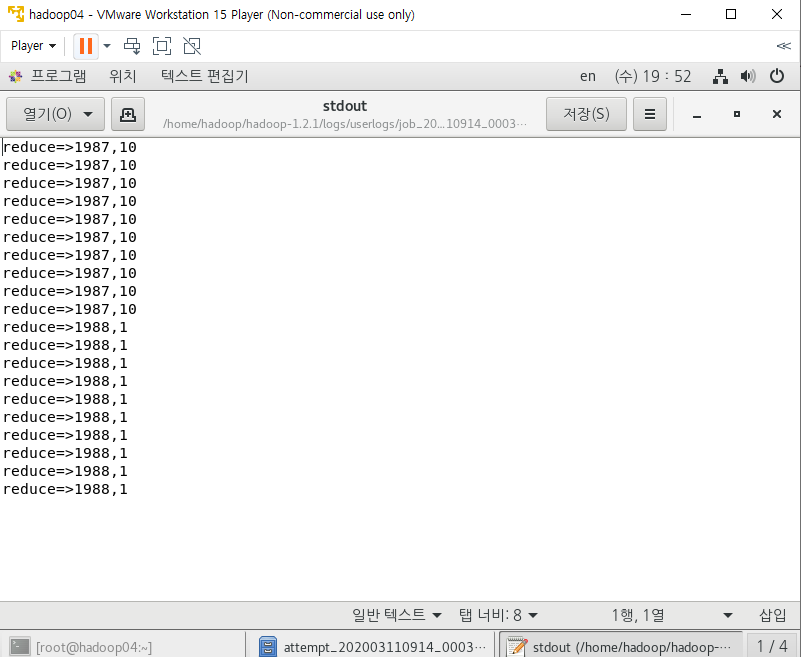 hadoop04 - VMware Workstation 15 Player (Non-commercial use only)
Player
프로그램 위치 텍스트 편집기 en (수) 19 : 52
열기(O) stdout 저장(S)
/home/hadoop/hadoop-1.2.1/logs/userlogs/job_20...10914_0003···
reduce=>1987,10
reduce=>1987,10
reduce=>1987,10
reduce=>1987,10
reduce=>1987,10
reduce=>1987,10
reduce=>1987,10
reduce=>1987,10
reduce=>1987,10
reduce=>1987,10
reduce=>1988,1
reduce=>1988,1
reduce=>1988,1
reduce=>1988,1
reduce=>1988,1
reduce=>1988,1
reduce=>1988,1
reduce=>1988,1
reduce=>1988,1
reduce=>1988,1
일반 텍스트 탭 너비: 8 1행, 1열 삽입
[root@hadoop04:~] attempt_202003110914_0003··· stdout (/home/hadoop/hadoop-··· 1 / 4